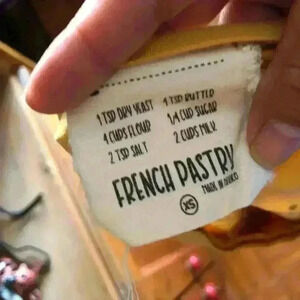 1 TSP DRY YEAST
4 CUPS FLOUR
2 TSP SALT
1 TSP BUTTER
1/4 CUP SUGAR
2 CUPS MILK
FRENCH PASTRY
MADE IN
XS